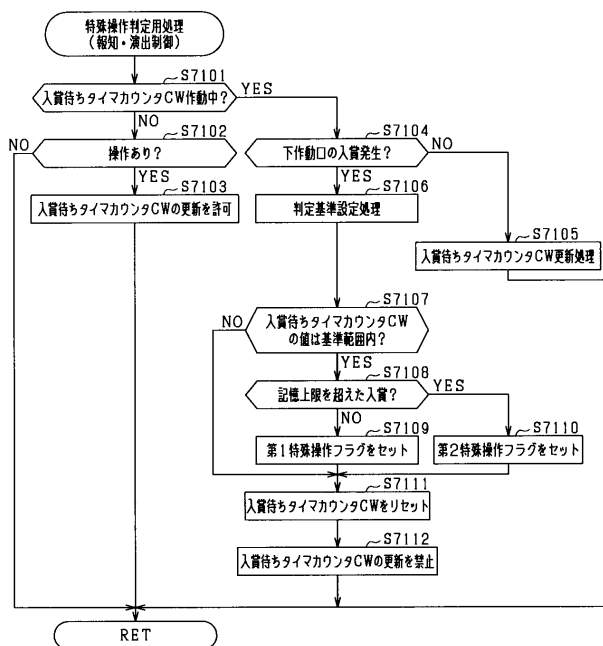 特殊操作判定用処理
(報知・演出制御)
S7101
入賞待ちタイマカウンタCW作動中?
YES
NO
S7102
NO
操作あり?
YES
S7103
入賞待ちタイマカウンタCWの更新を許可
S7104
下作動口の入賞発生?
NO
YES
S7106
判定基準設定処理
S7105
入賞待ちタイマカウンタCW更新処理
S7107
NO
入賞待ちタイマカウンタCW
の値は基準範囲内?
YES
S7108
記憶上限を超えた入賞?
YES
NO
S7109
第1特殊操作フラグをセット
S7110
第2特殊操作フラグをセット
S7111
入賞待ちタイマカウンタCWをリセット
S7112
入賞待ちタイマカウンタCWの更新を禁止
RET